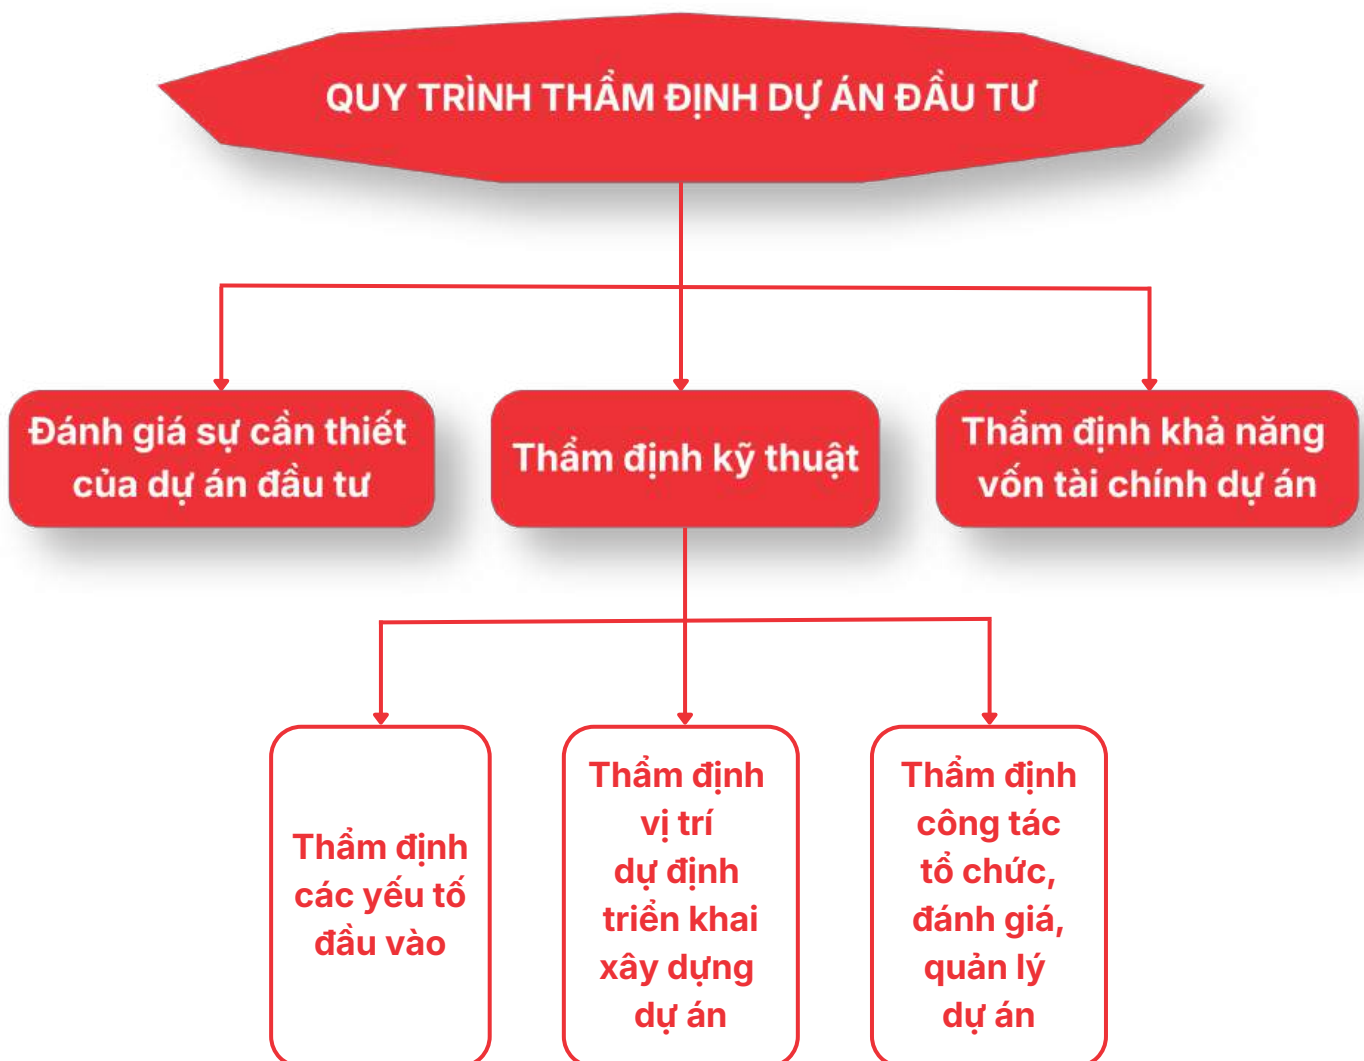 QUY TRÌNH THẨM ĐỊNH DỰ ÁN ĐẦU TƯ
Đánh giá sự cần thiết
của dự án đầu tư
Thẩm định kỹ thuật
Thẩm định khả năng
vốn tài chính dự án
Thẩm định
các yếu tố
đầu vào
Thẩm định
vị trí
dự định
triển khai
xây dựng
dự án
Thẩm định
công tác
tổ chức,
đánh giá,
quản lý
dự án